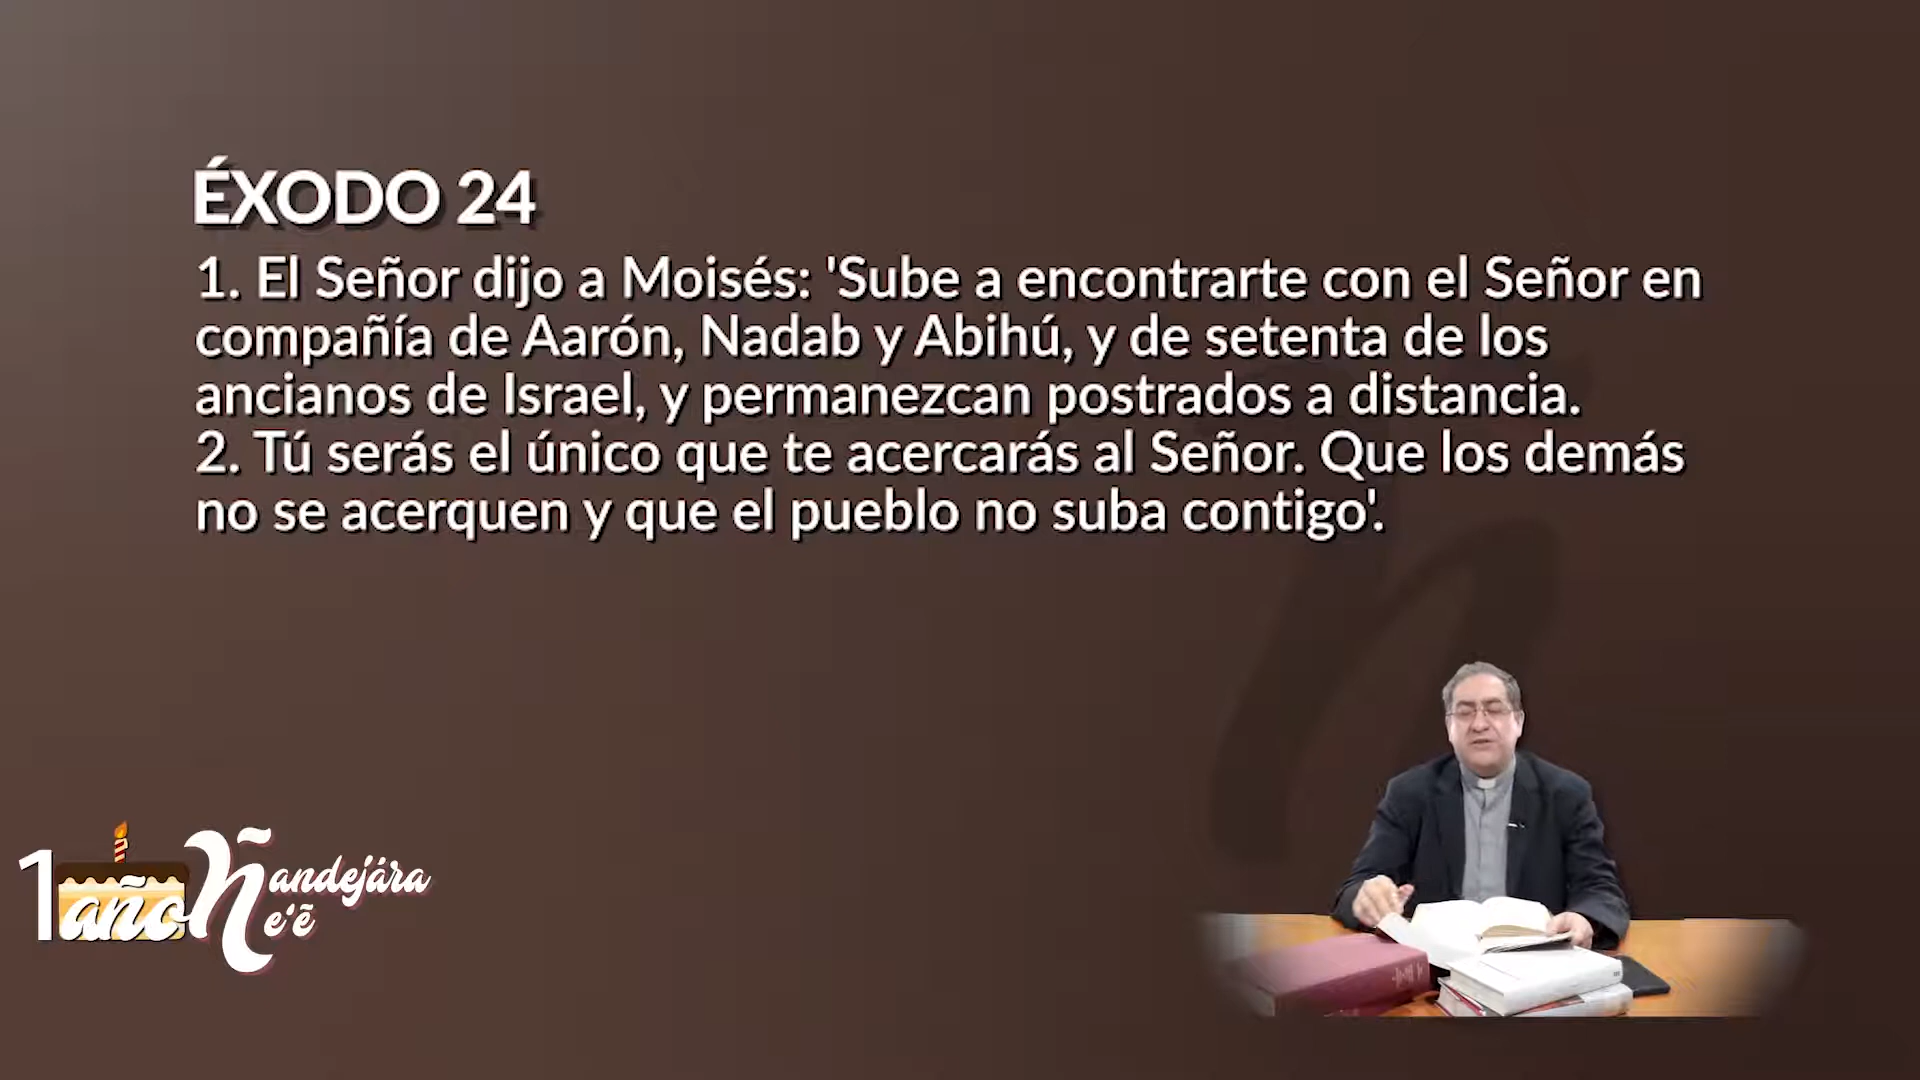 ÉXODO 24
1. El Señor dijo a Moisés: 'Sube a encontrarte con el Señor en
compañía de Aarón, Nadab y Abihú, y de setenta de los
ancianos de Israel, y permanezcan postrados a distancia.
2. Tú serás el único que te acercarás al Señor. Que los demás
no se acerquen y que el pueblo no suba contigo'.
1 año
Ñandejára
Ñe'ẽ